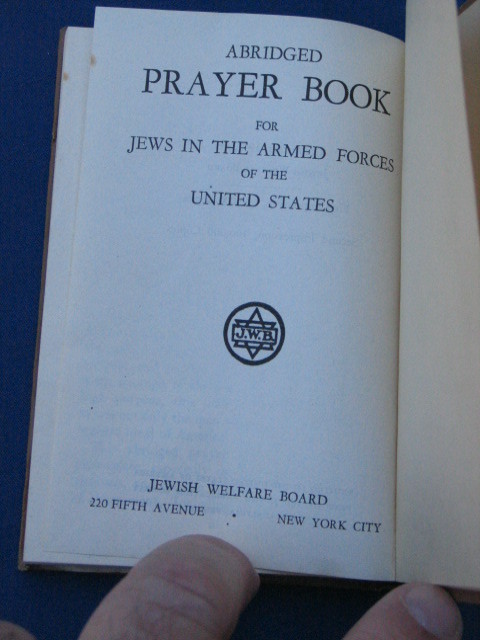 ABRIDGED
PRAYER BOOK
FOR
JEWS IN THE ARMED FORCES
OF THE
UNITED STATES
J.W.B.
JEWISH WELFARE BOARD
220 FIFTH AVENUE • NEW YORK CITY